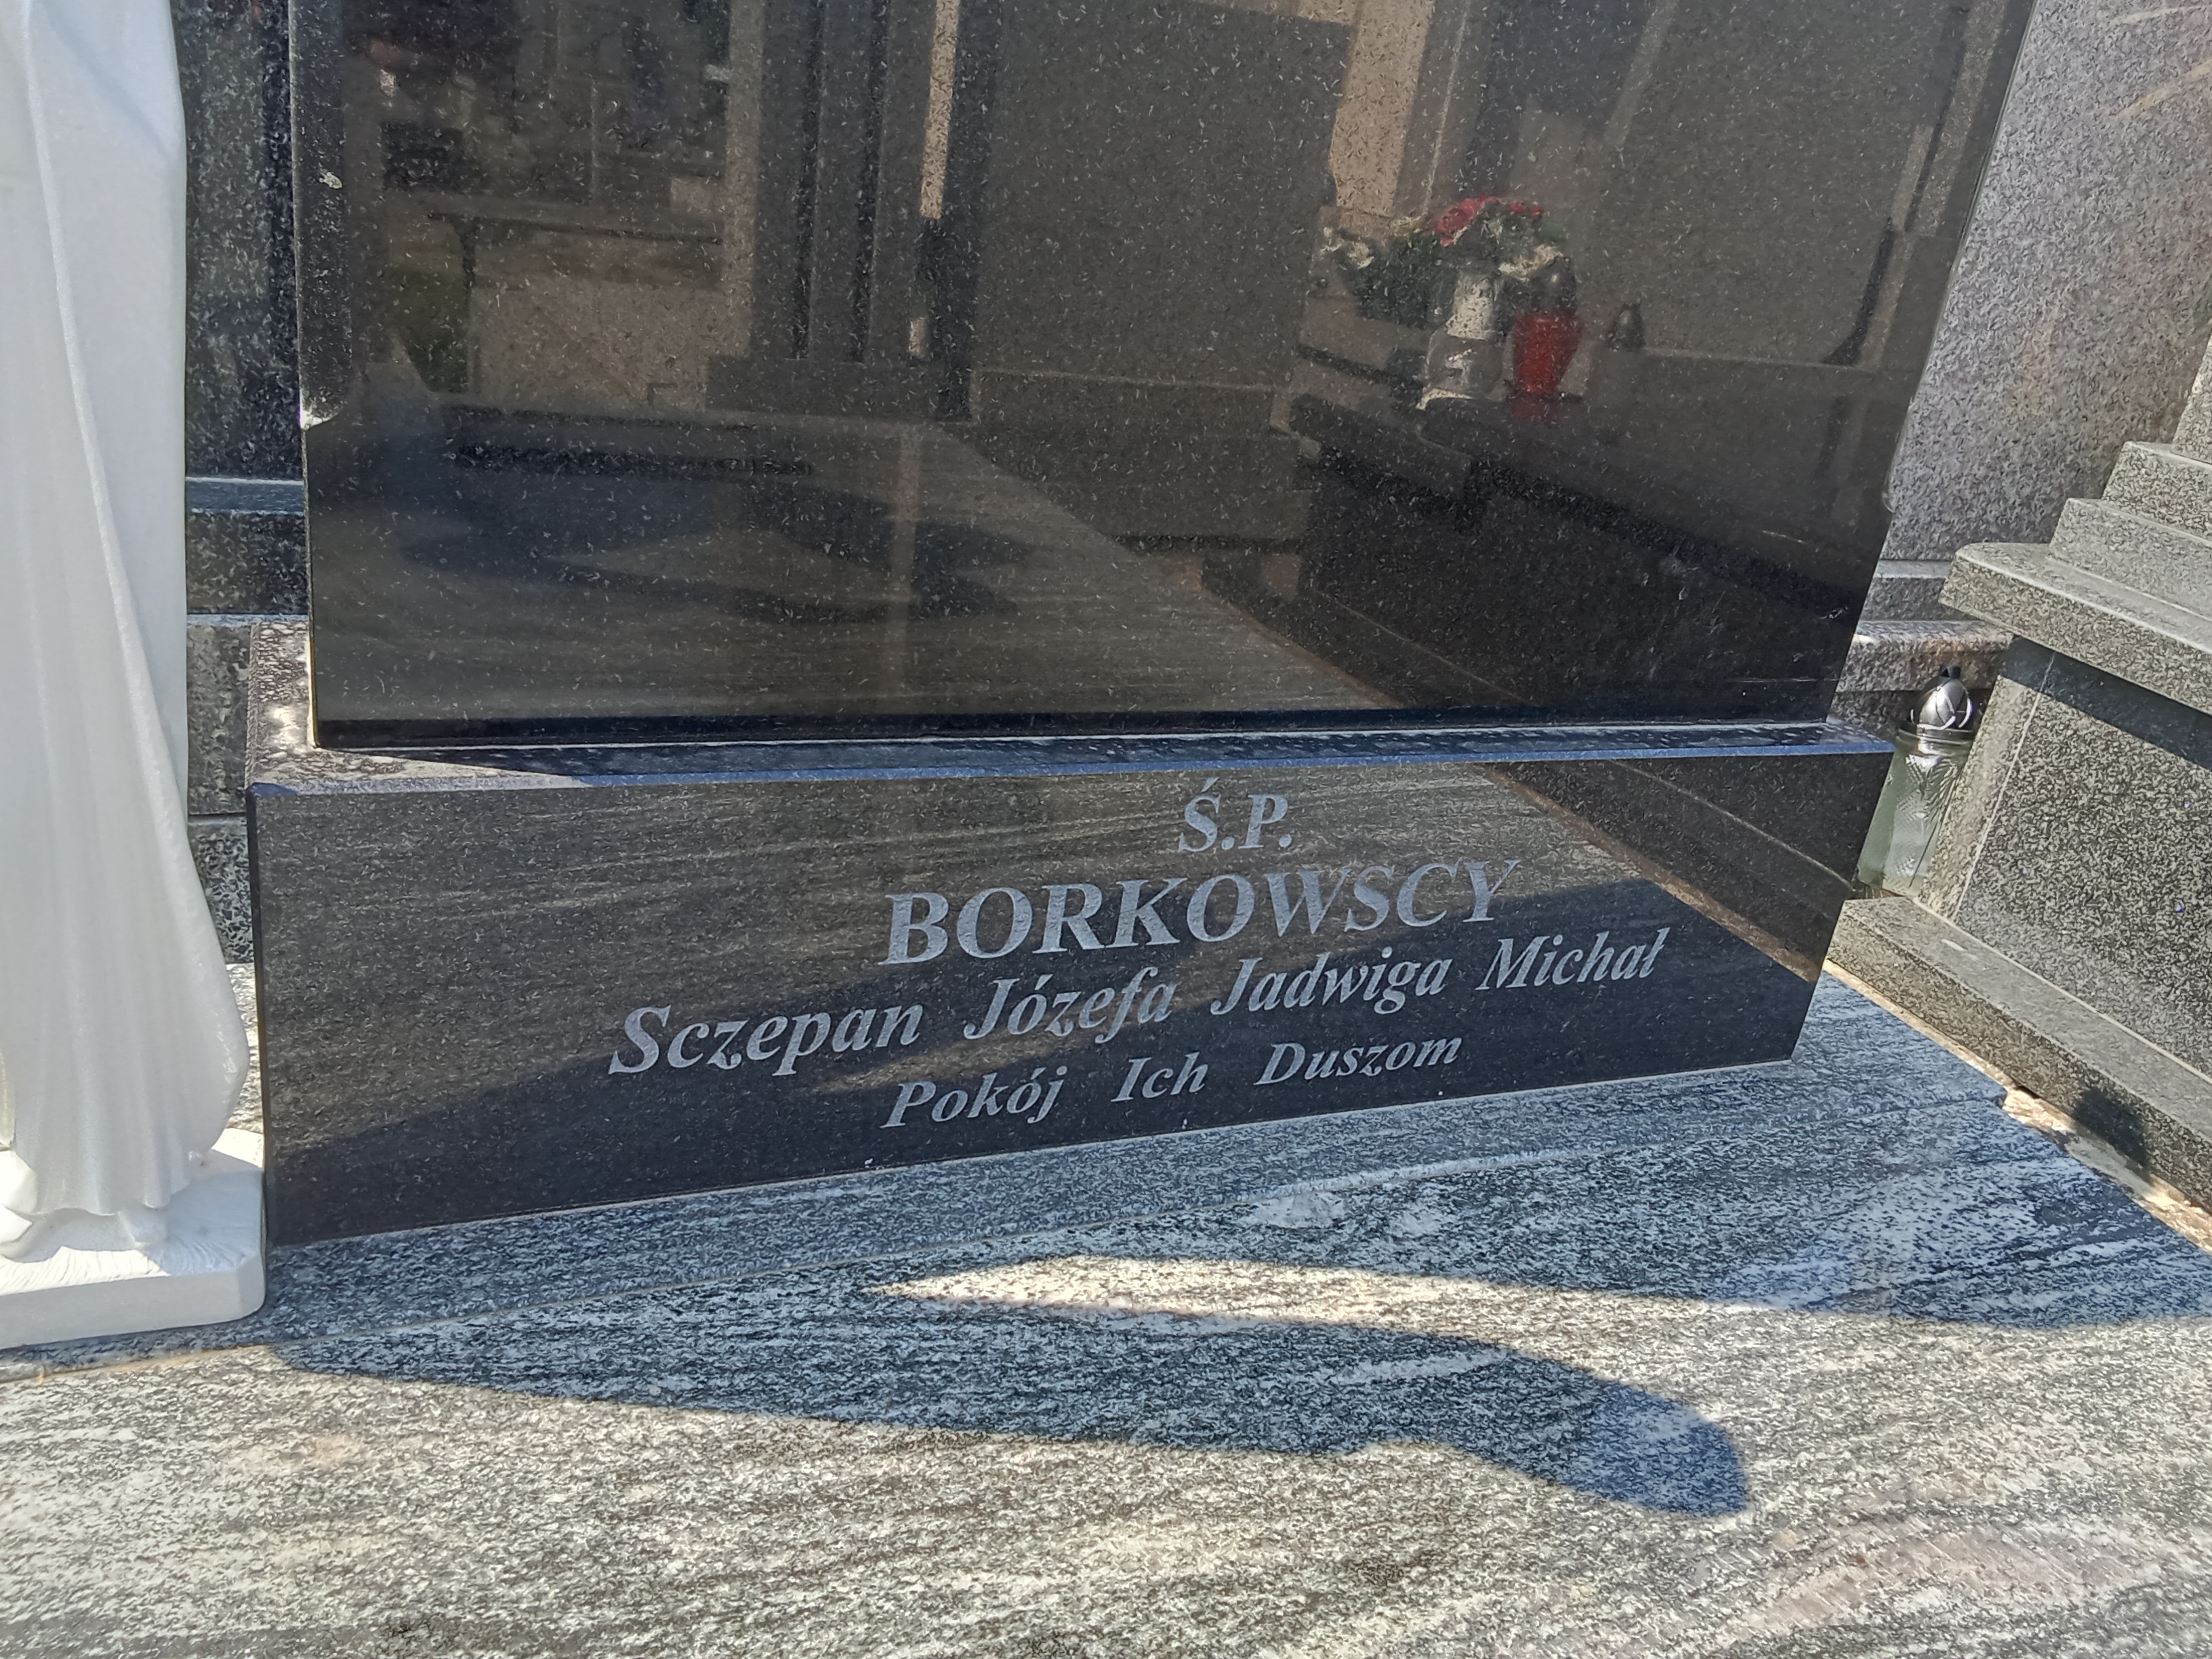 Ś.P.
BORKOWSCY
Sczepan Józefa Jadwiga Michał
Pokój Ich Duszom